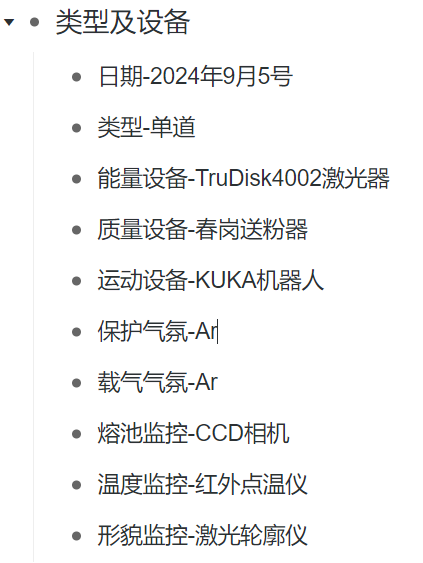 类型及设备
日期-2024年9月5号
类型-单道
能量设备-TruDisk4002激光器
质量设备-春岗送粉器
运动设备-KUKA机器人
保护气氛-Ar
载气气氛-Ar
熔池监控-CCD相机
温度监控-红外点温仪
形貌监控-激光轮廓仪